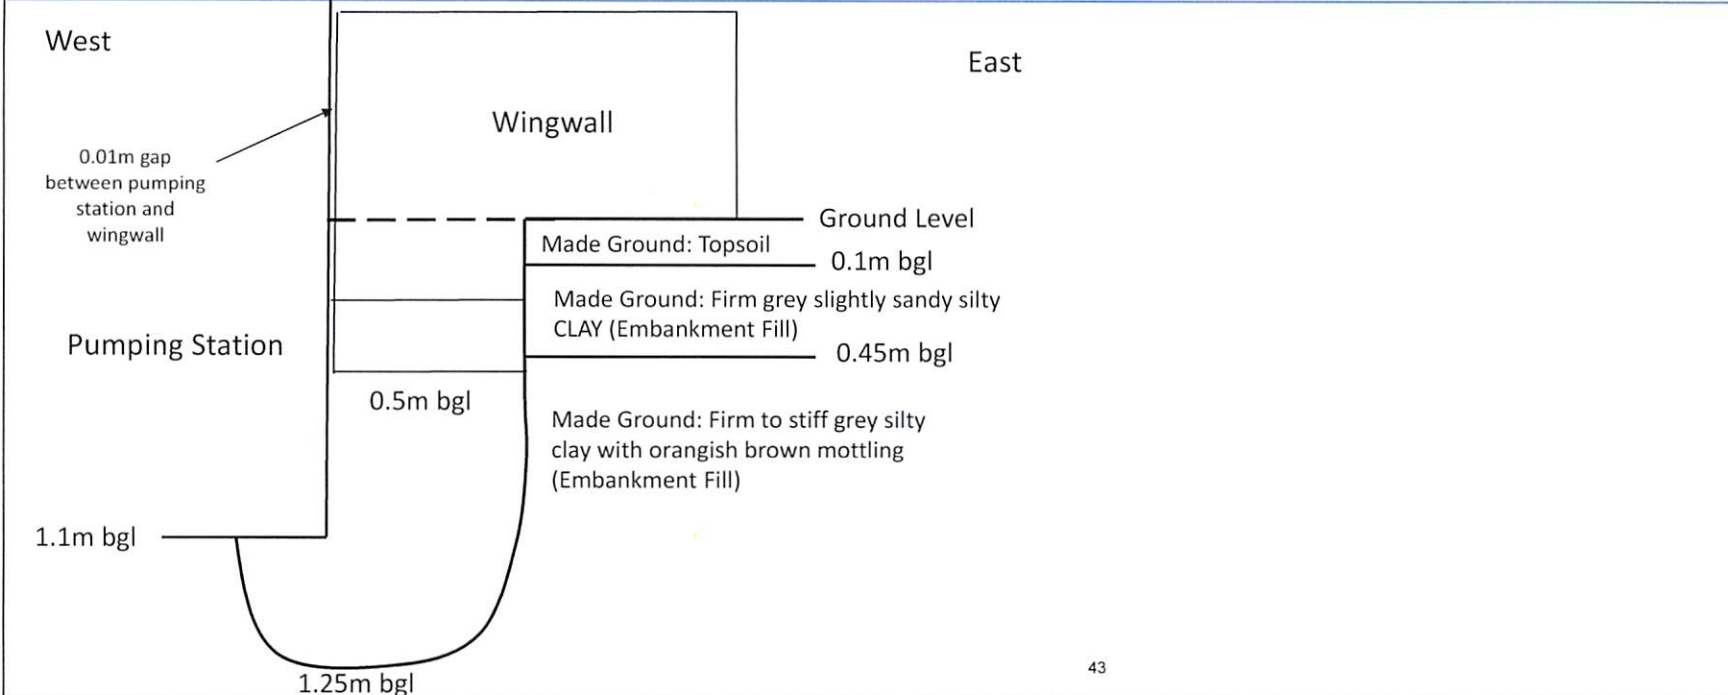 West
East
Wingwall
0.01m gap
between pumping
station and
wingwall
Ground Level
Made Ground: Topsoil
0.1m bgl
Made Ground: Firm grey slightly sandy silty
CLAY (Embankment Fill)
Pumping Station
0.45m bgl
0.5m bgl
Made Ground: Firm to stiff grey silty
clay with orangish brown mottling
(Embankment Fill)
1.1m bgl
43
1.25m bgl